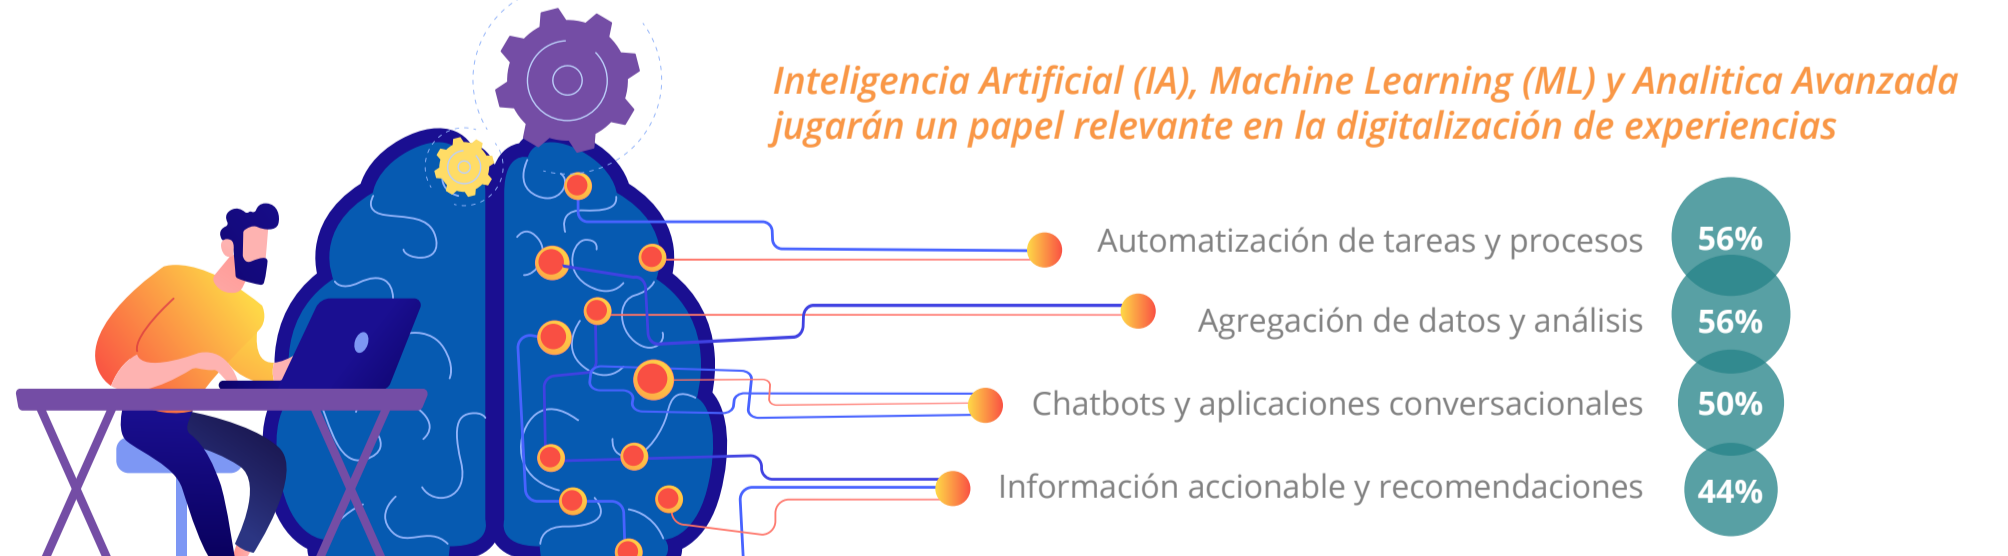 Inteligencia Artificial (IA), Machine Learning (ML) y Analitica Avanzada
jugarán un papel relevante en la digitalización de experiencias
Automatización de tareas y procesos 56%
Agregación de datos y análisis 56%
Chatbots y aplicaciones conversacionales 50%
Información accionable y recomendaciones 44%